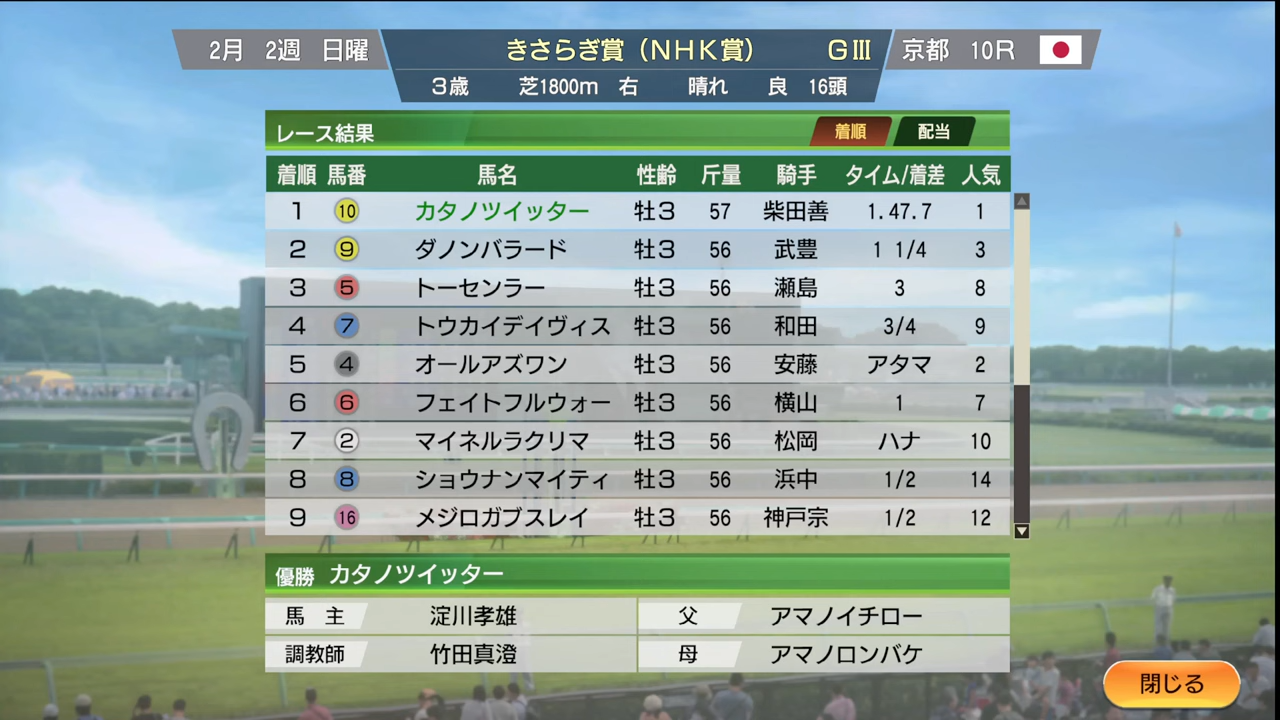 2月 2週 日曜 きさらぎ賞（NHK賞） GⅢ 京都 10R
3歳 芝1800m 右 晴れ 良 16頭
レース結果 着順 配当
着順 馬番 馬名 性齢 斤量 騎手 タイム/着差 人気
1 10 カタノツイッター 牡3 57 柴田善 1.47.7 1
2 9 ダノンバラード 牡3 56 武豊 1 1/4 3
3 5 トーセンラー 牡3 56 瀬島 3 8
4 7 トウカイデイヴィス 牡3 56 和田 3/4 9
5 4 オールアズワン 牡3 56 安藤 アタマ 2
6 6 フェイトフルウォー 牡3 56 横山 1 7
7 2 マイネルラクリマ 牡3 56 松岡 ハナ 10
8 8 ショウナンマイティ 牡3 56 浜中 1/2 14
9 16 メジロガブスレイ 牡3 56 神戸宗 1/2 12
優勝 カタノツイッター
馬主 淀川孝雄 父 アマノイチロー
調教師 竹田真澄 母 アマノロンバケ
閉じる